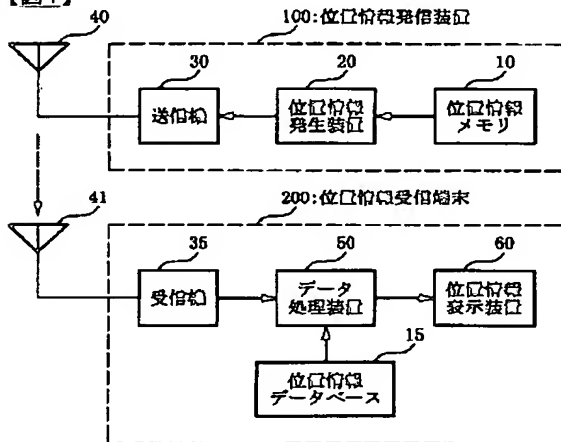 【図1】
40
100:位置情報発信装置
30
20
10
送信機
位置情報
発生装置
位置情報
メモリ
41
200:位置情報受信端末
35
50
60
受信機
データ
処理装置
位置情報
表示装置
15
位置情報
データベース